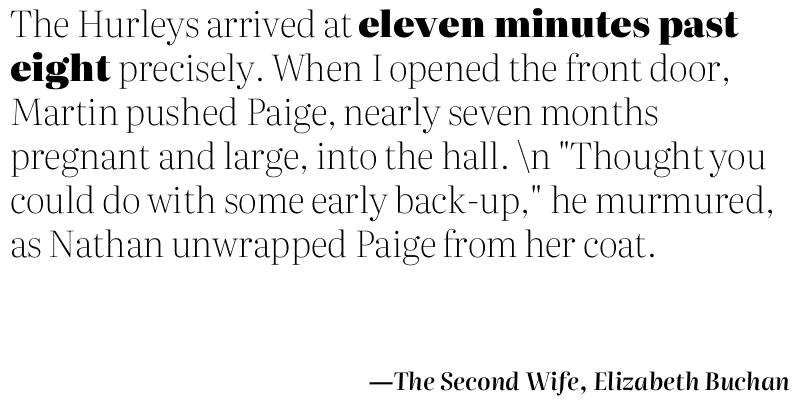 The Hurleys arrived at eleven minutes past
eight precisely. When I opened the front door,
Martin pushed Paige, nearly seven months
pregnant and large, into the hall. \n "Thought you
could do with some early back-up," he murmured,
as Nathan unwrapped Paige from her coat.
—The Second Wife, Elizabeth Buchan